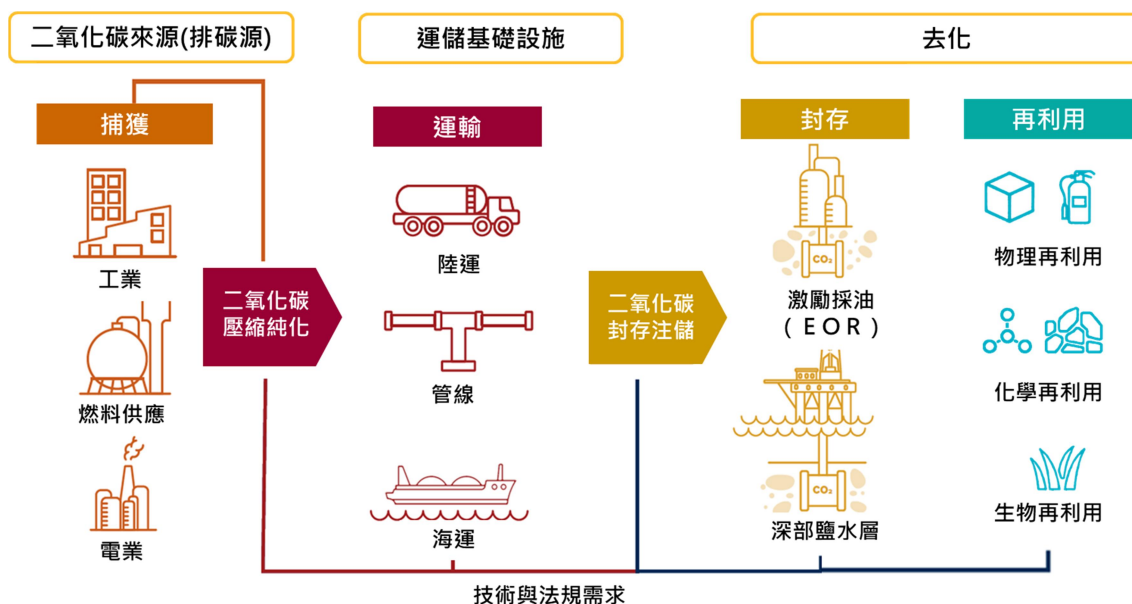 二氧化碳來源(排碳源)
運儲基礎設施
去化
捕獲
工業
燃料供應
電業
二氧化碳
壓縮純化
運輸
陸運
管線
海運
二氧化碳
封存注儲
封存
CO₂
激勵採油
(EOR)
CO₂
深部鹽水層
再利用
物理再利用
化學再利用
生物再利用
技術與法規需求